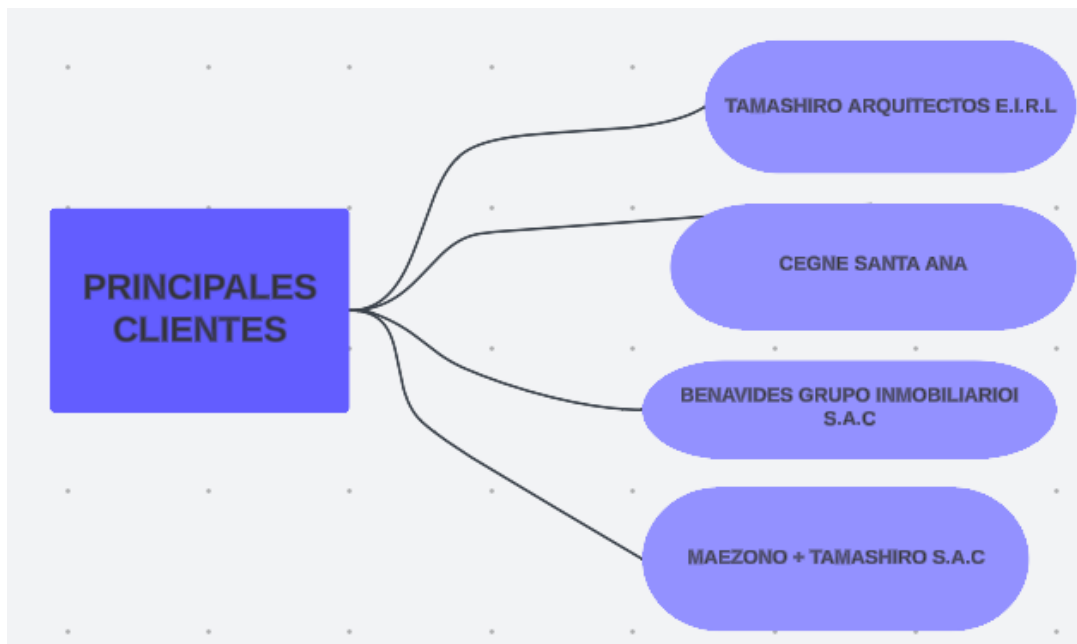 PRINCIPALES
CLIENTES
TAMASHIRO ARQUITECTOS E.I.R.L
CEGNE SANTA ANA
BENAVIDES GRUPO INMOBILIARIOI
S.A.C
MAEZONO + TAMASHIRO S.A.C